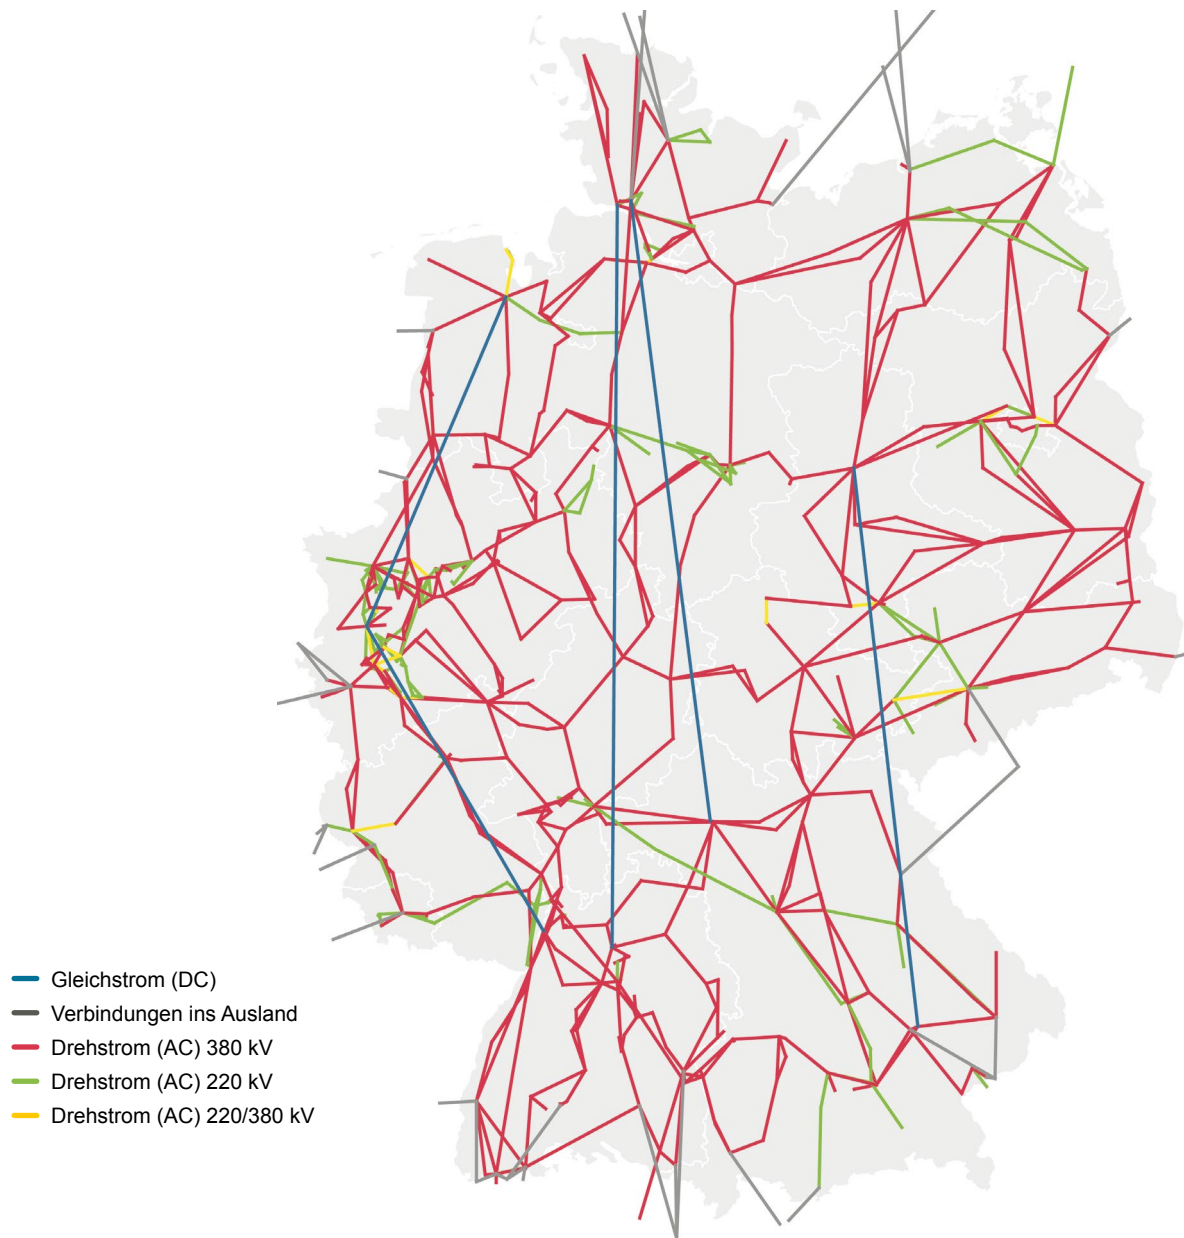 Gleichstrom (DC)
Verbindungen ins Ausland
Drehstrom (AC) 380 kV
Drehstrom (AC) 220 kV
Drehstrom (AC) 220/380 kV